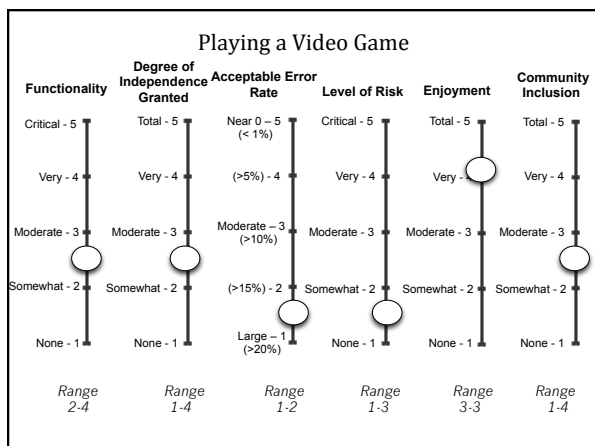 Playing a Video Game
Functionality
Degree of
Independence
Granted
Acceptable Error
Rate
Level of Risk
Enjoyment
Community
Inclusion
Critical - 5
Very - 4
Moderate - 3
Somewhat - 2
None - 1
Range
2-4
Total - 5
Very - 4
Moderate - 3
Somewhat - 2
None - 1
Range
1-4
Near 0 – 5
(< 1%)
(>5%) - 4
Moderate – 3
(>10%)
(>15%) - 2
Large – 1
(>20%)
Range
1-2
Critical - 5
Very - 4
Moderate - 3
Somewhat - 2
None - 1
Range
1-3
Total - 5
Very - 4
Moderate - 3
Somewhat - 2
None - 1
Range
3-3
Total - 5
Very - 4
Moderate - 3
Somewhat - 2
None - 1
Range
1-4